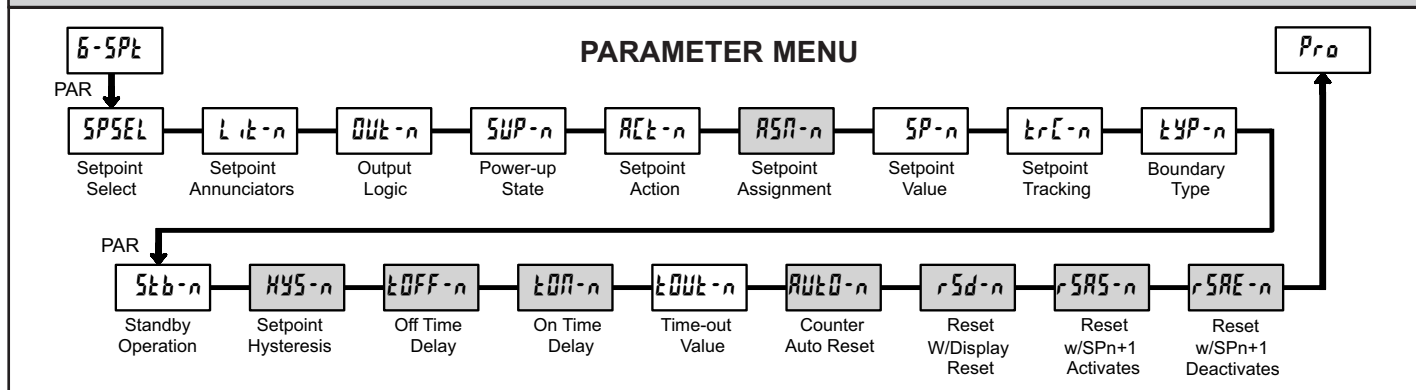 6-SPt
PARAMETER MENU
Pro
PAR
SPSEL
Lit-n
OUt-n
SUP-n
ACt-n
ASN-n
SP-n
trC-n
tYP-n
Setpoint
Select
Setpoint
Annunciators
Output
Logic
Power-up
State
Setpoint
Action
Setpoint
Assignment
Setpoint
Value
Setpoint
Tracking
Boundary
Type
PAR
Stb-n
HYS-n
tOFF-n
tON-n
tOUt-n
AUtO-n
rSd-n
rSAS-n
rSAE-n
Standby
Operation
Setpoint
Hysteresis
Off Time
Delay
On Time
Delay
Time-out
Value
Counter
Auto Reset
Reset
W/Display
Reset
Reset
w/SPn+1
Activates
Reset
w/SPn+1
Deactivates